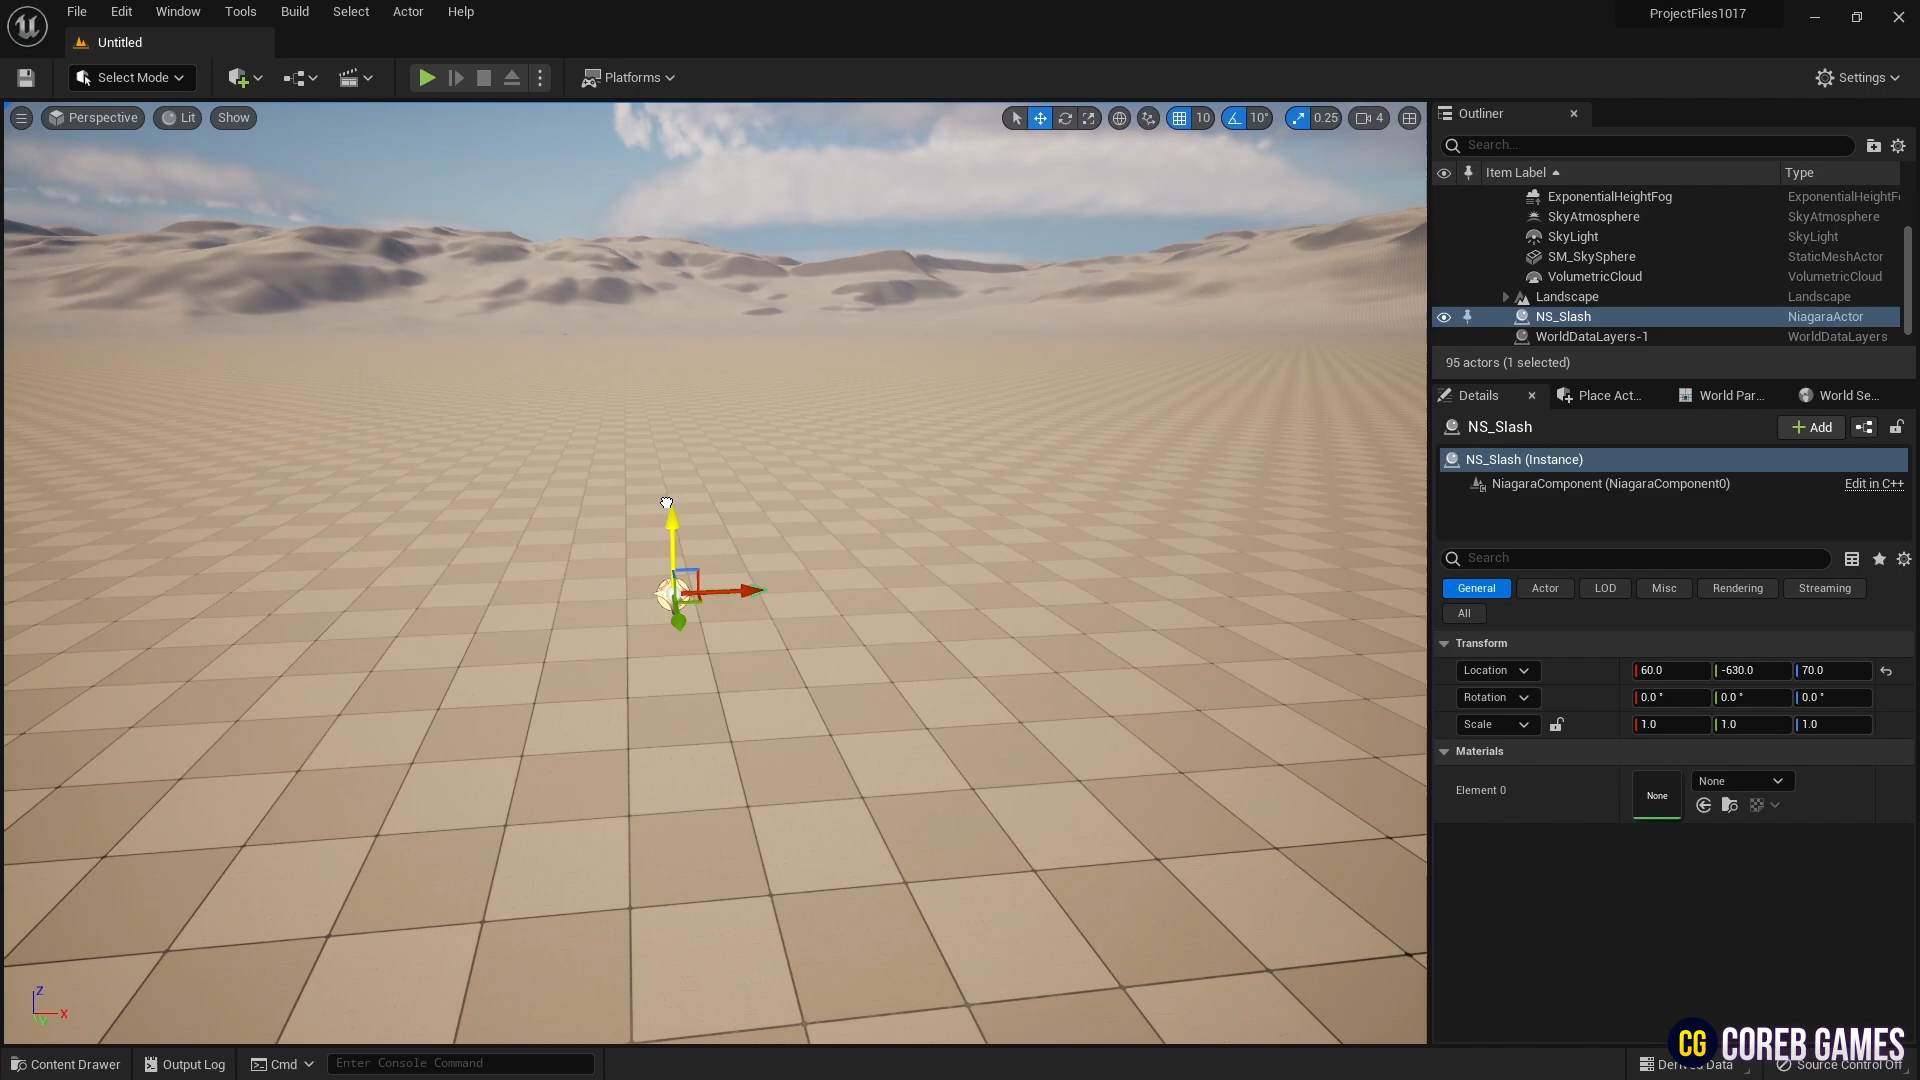 File Edit Window Tools Build Select Actor Help
ProjectFiles1017
Untitled
Select Mode
Platforms
Settings
Perspective Lit Show
10 10° 0.25 4
Outliner
Search...
Item Label Type
ExponentialHeightFog ExponentialHeightF
SkyAtmosphere SkyAtmosphere
SkyLight SkyLight
SM_SkySphere StaticMeshActor
VolumetricCloud VolumetricCloud
Landscape Landscape
NS_Slash NiagaraActor
WorldDataLayers-1 WorldDataLayers
95 actors (1 selected)
Details Place Act... World Par... World Se...
NS_Slash Add
NS_Slash (Instance)
NiagaraComponent (NiagaraComponent0) Edit in C++
Search
General Actor LOD Misc Rendering Streaming
All
Transform
Location 60.0 -630.0 70.0
Rotation 0.0 ° 0.0 ° 0.0 °
Scale 1.0 1.0 1.0
Materials
Element 0 None None
Z
X
Y
CG COREB GAMES
Content Drawer Output Log Cmd Enter Console Command
Data Source Control Off